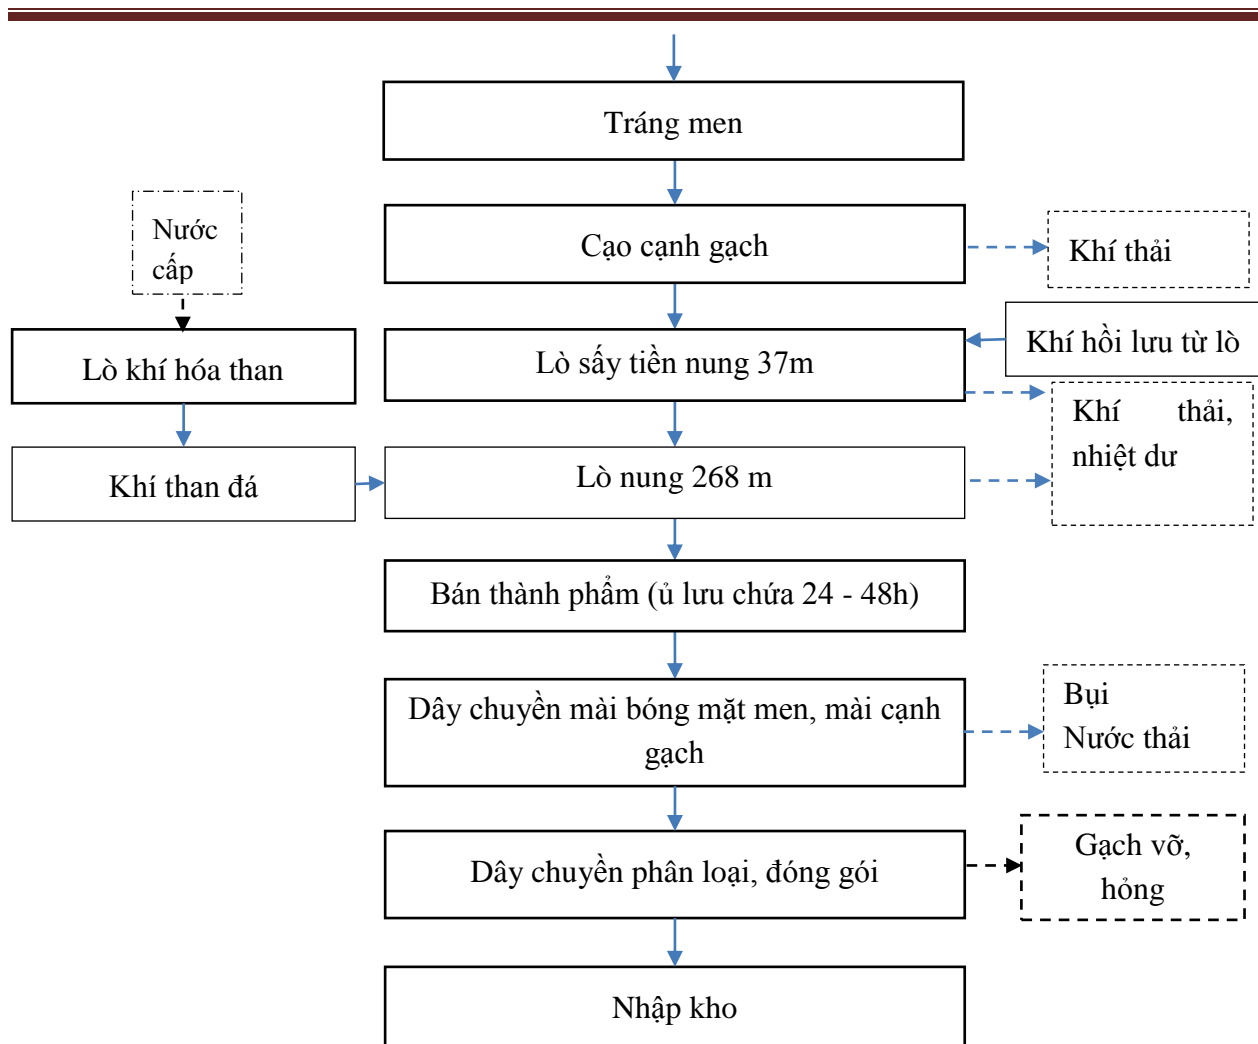 Tráng men
Nước
cấp
Cạo cạnh gạch
Khí thải
Lò khí hóa than
Lò sấy tiền nung 37m
Khí hồi lưu từ lò
Khí thải,
nhiệt dư
Khí than đá
Lò nung 268 m
Bán thành phẩm (ủ lưu chứa 24 - 48h)
Dây chuyền mài bóng mặt men, mài cạnh
gạch
Bụi
Nước thải
Dây chuyền phân loại, đóng gói
Gạch vỡ,
hỏng
Nhập kho